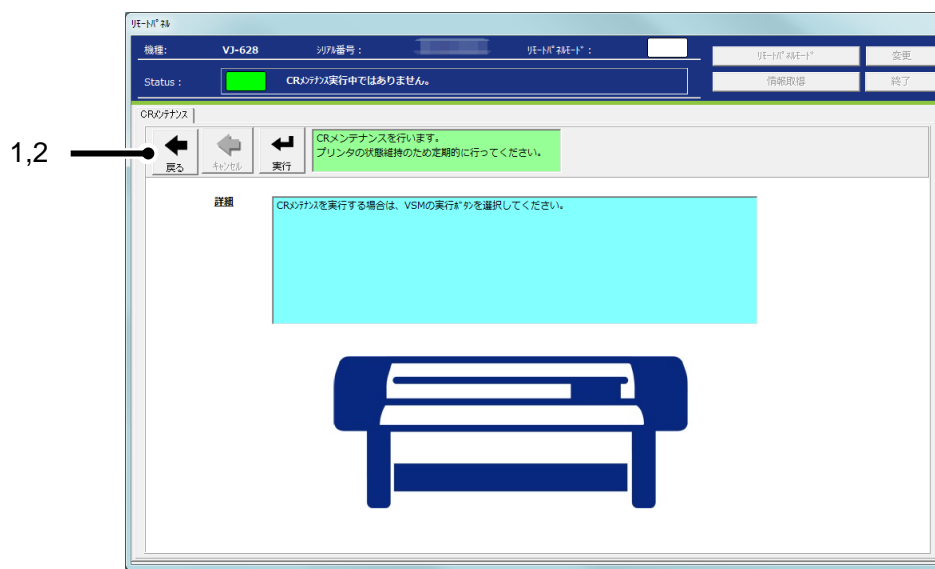 ﾘﾓｰﾄﾊﾟﾈﾙ
機種: VJ-628 ｼﾘｱﾙ番号： ﾘﾓｰﾄﾊﾟﾈﾙﾓｰﾄﾞ：
ﾘﾓｰﾄﾊﾟﾈﾙﾓｰﾄﾞ 変更
Status : CRﾒﾝﾃﾅﾝｽ実行中ではありません。
情報取得 終了
CRﾒﾝﾃﾅﾝｽ
1,2
戻る ｷｬﾝｾﾙ 実行
CRメンテナンスを行います。
プリンタの状態維持のため定期的に行ってください。
詳細
CRﾒﾝﾃﾅﾝｽを実行する場合は、VSMの実行ﾎﾞﾀﾝを選択してください。